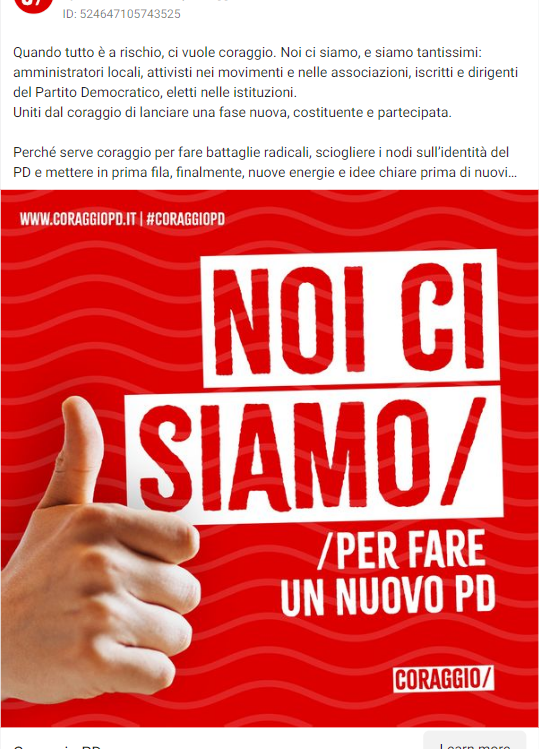 ID: 524647105743525
Quando tutto è a rischio, ci vuole coraggio. Noi ci siamo, e siamo tantissimi:
amministratori locali, attivisti nei movimenti e nelle associazioni, iscritti e dirigenti
del Partito Democratico, eletti nelle istituzioni.
Uniti dal coraggio di lanciare una fase nuova, costituente e partecipata.
Perché serve coraggio per fare battaglie radicali, sciogliere i nodi sull’identità del
PD e mettere in prima fila, finalmente, nuove energie e idee chiare prima di nuovi...
WWW.CORAGGIOPD.IT | #CORAGGIOPD
NOI CI
SIAMO/
/PER FARE
UN NUOVO PD
CORAGGIO/
Learn more